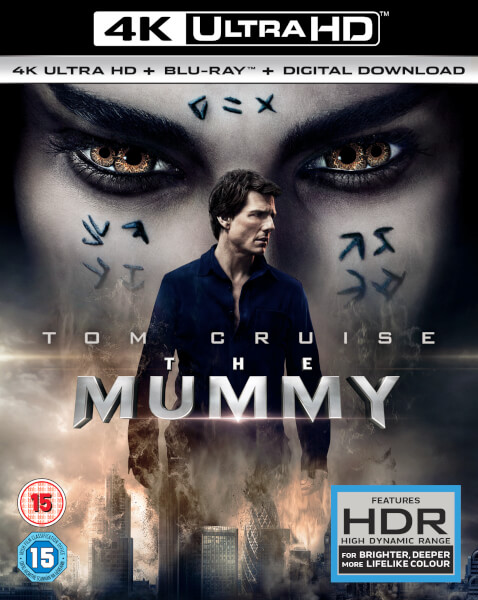 4K ULTRA HD™
4K ULTRA HD + BLU-RAY™ + DIGITAL DOWNLOAD
TOM CRUISE
THE
MUMMY
15
15
FEATURES
HDR
HIGH DYNAMIC RANGE
FOR BRIGHTER, DEEPER
MORE LIFELIKE COLOUR